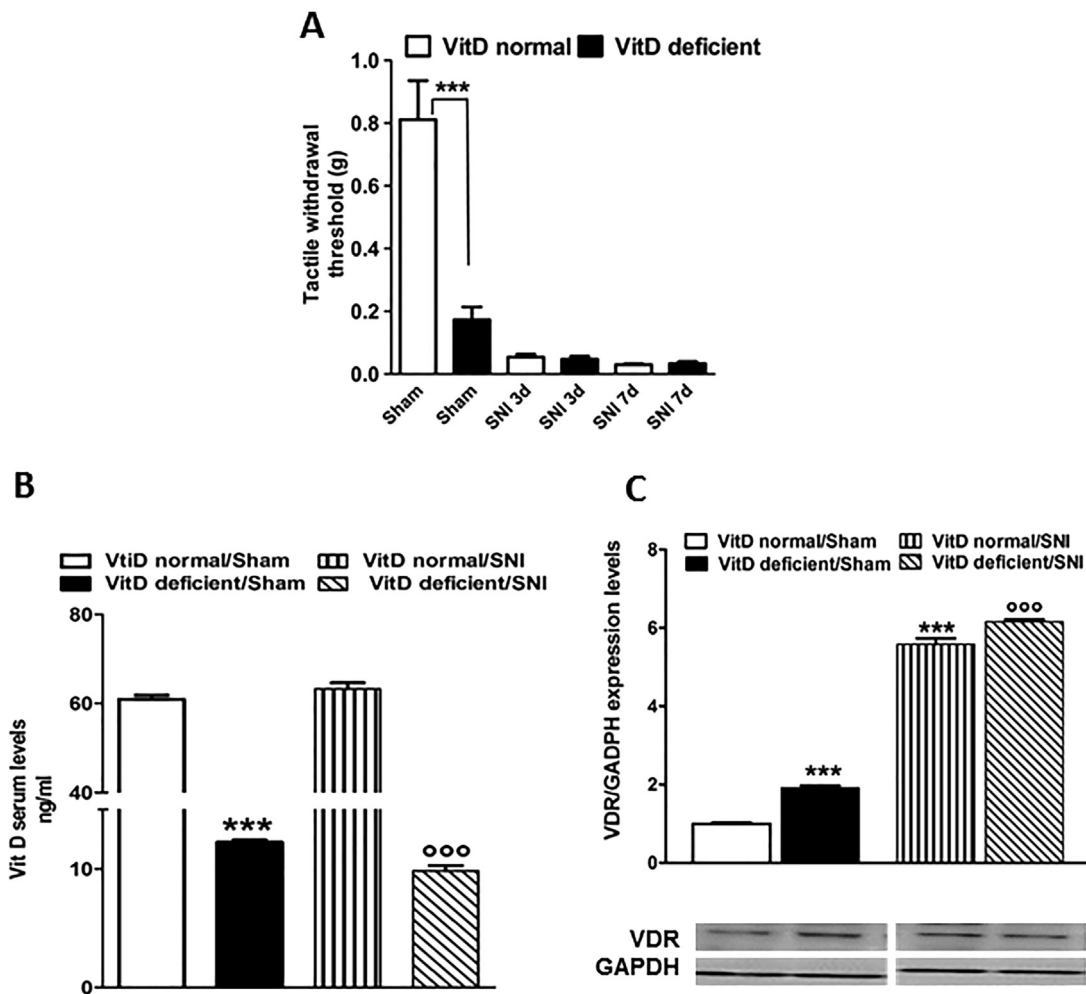 A
VitD normal VitD deficient
1.0
0.8
0.6
0.4
0.2
0.0
***
Tactile withdrawal
threshold (g)
Sham Sham SNI 3d SNI 3d SNI 7d SNI 7d
B
VtiD normal/Sham VitD normal/SNI
VitD deficient/Sham VitD deficient/SNI
80
60
40
10
0
Vit D serum levels
ng/ml
***
°°°
C
VitD normal/Sham VitD normal/SNI
VitD deficient/Sham VitD deficient/SNI
8
6
4
2
0
VDR/GADPH expression levels
***
***
°°°
VDR
GAPDH